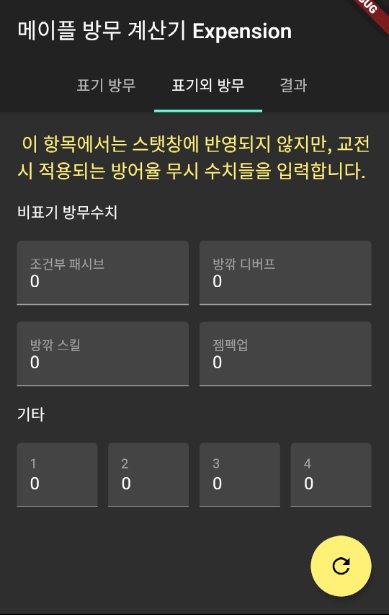 메이플 방무 계산기 Expension
표기 방무 표기외 방무 결과
이 항목에서는 스탯창에 반영되지 않지만, 교전
시 적용되는 방어율 무시 수치들을 입력합니다.
비표기 방무수치
조건부 패시브 방깎 디버프
0 0
방깎 스킬 젬펙업
0 0
기타
1 2 3 4
0 0 0 0